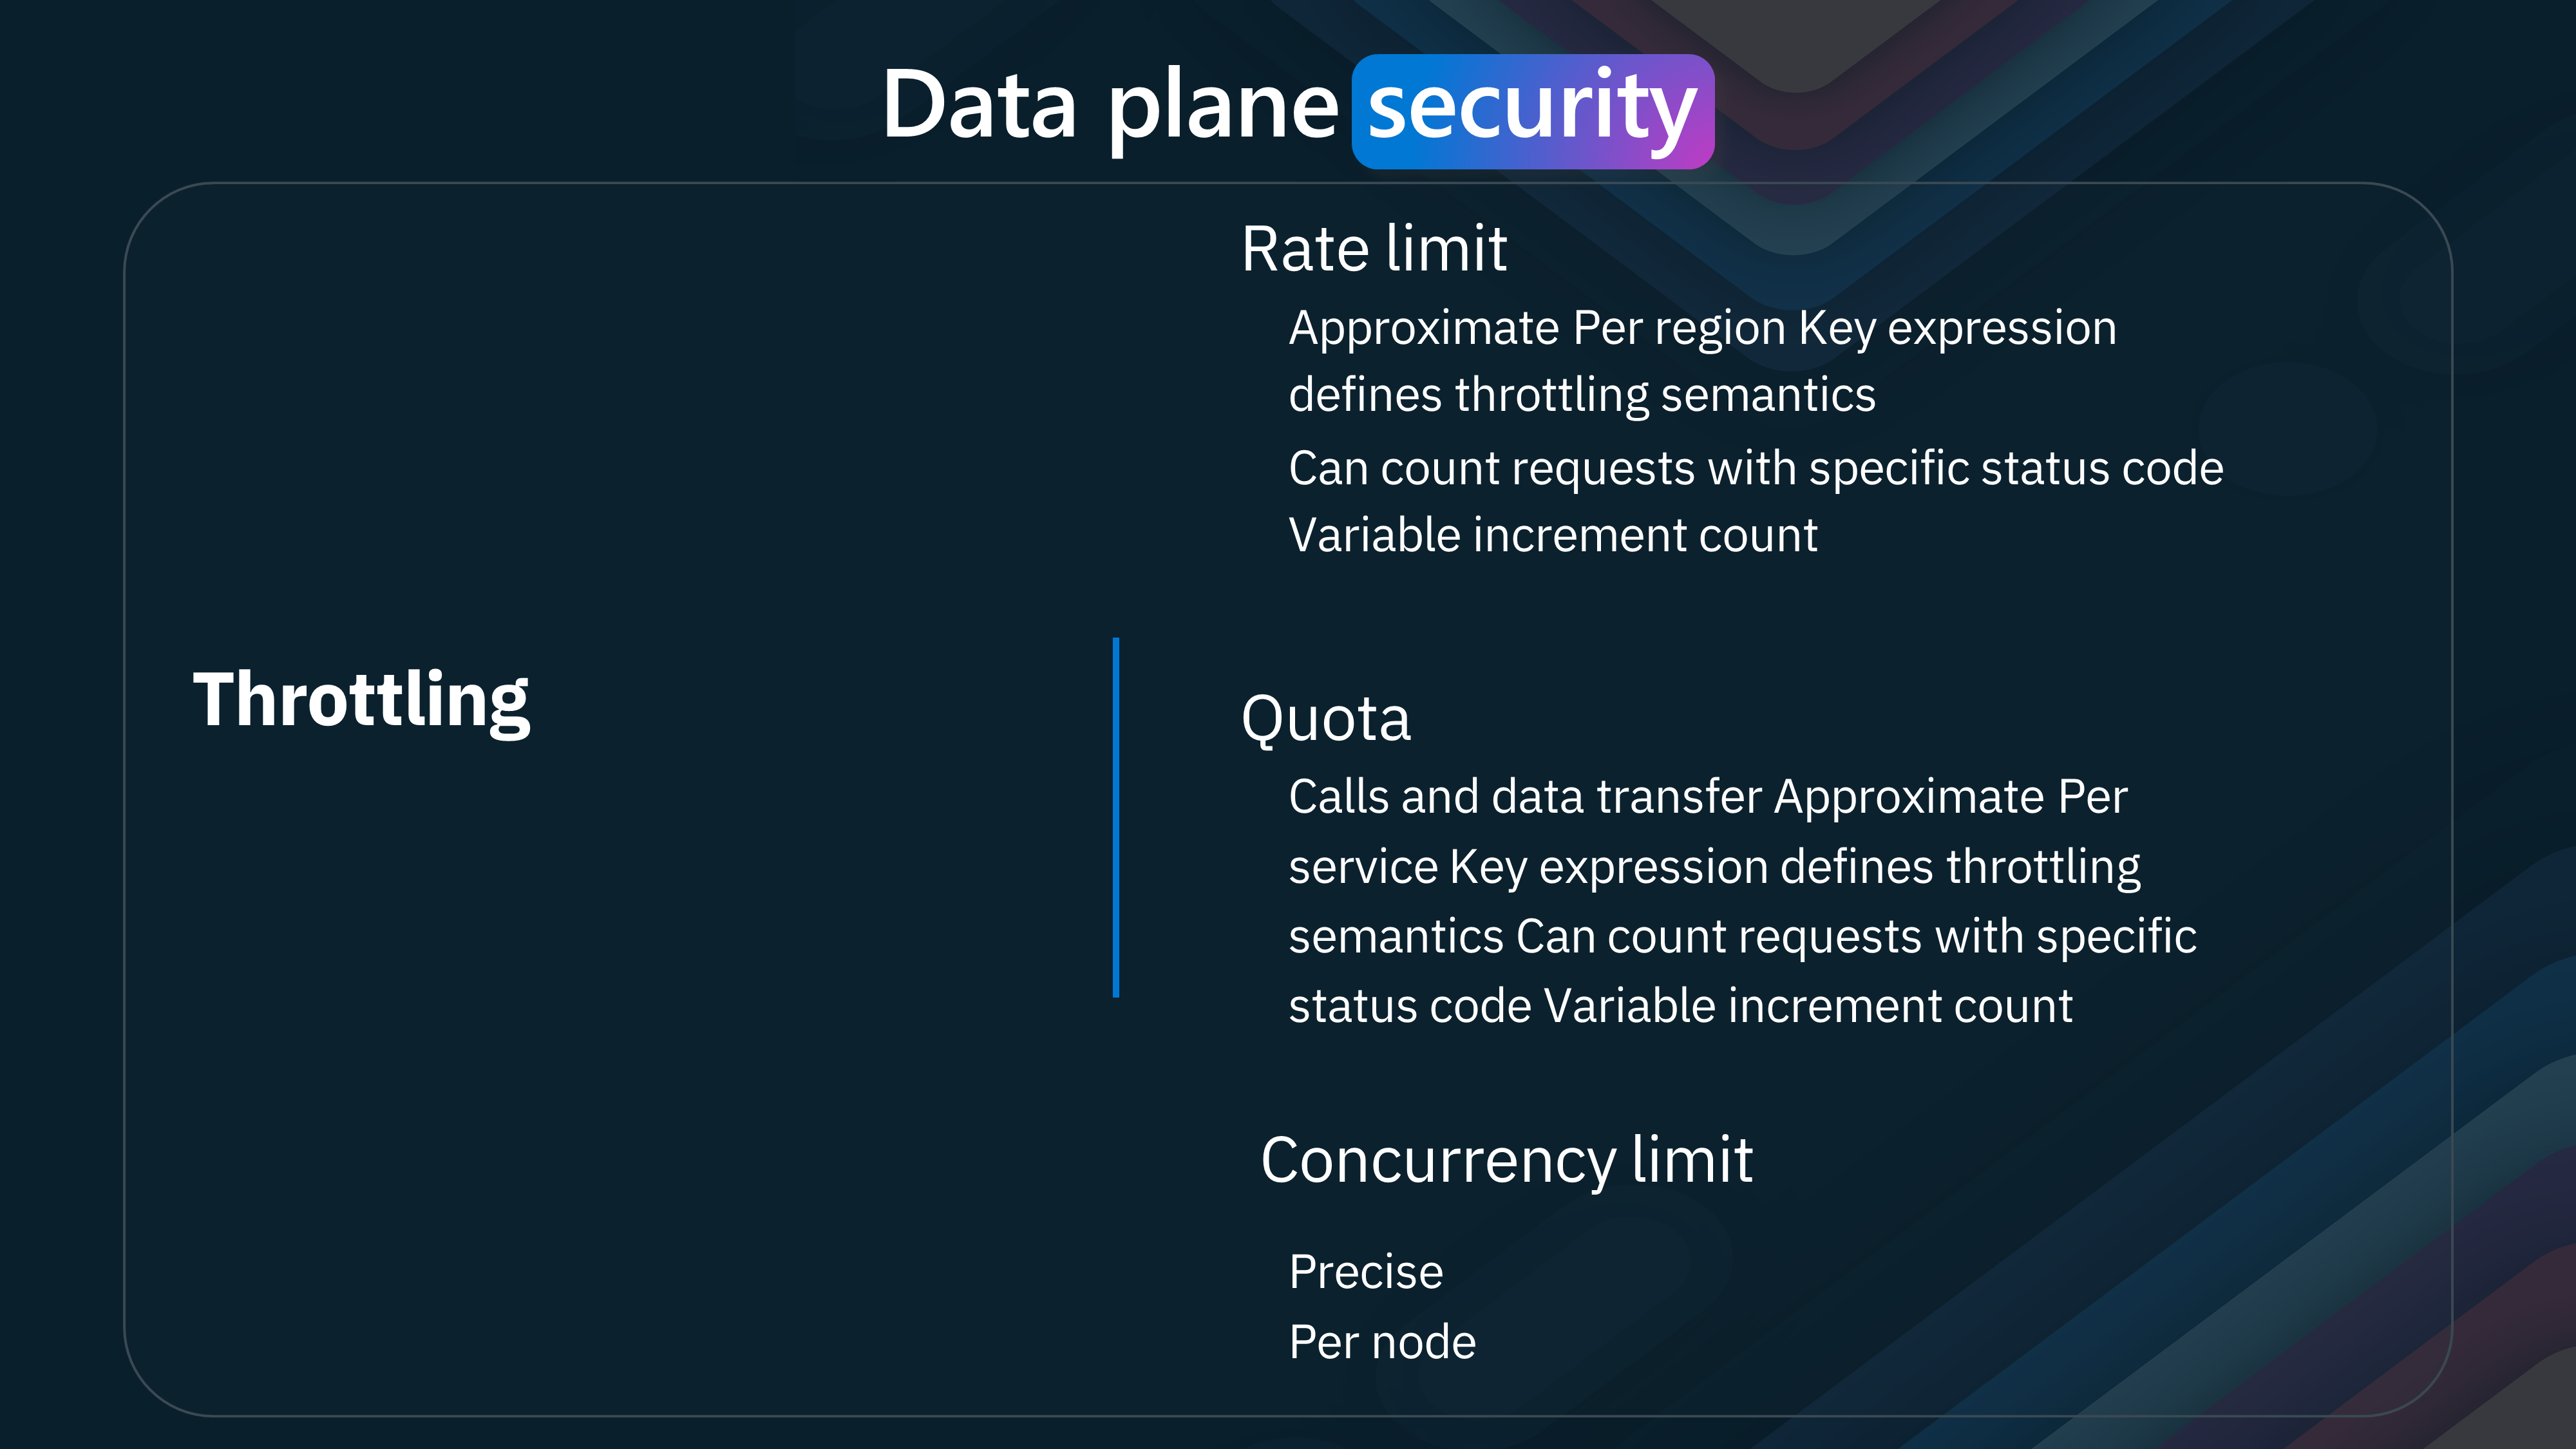 Data plane security
Throttling
Rate limit
Approximate Per region Key expression
defines throttling semantics
Can count requests with specific status code
Variable increment count
Quota
Calls and data transfer Approximate Per
service Key expression defines throttling
semantics Can count requests with specific
status code Variable increment count
Concurrency limit
Precise
Per node